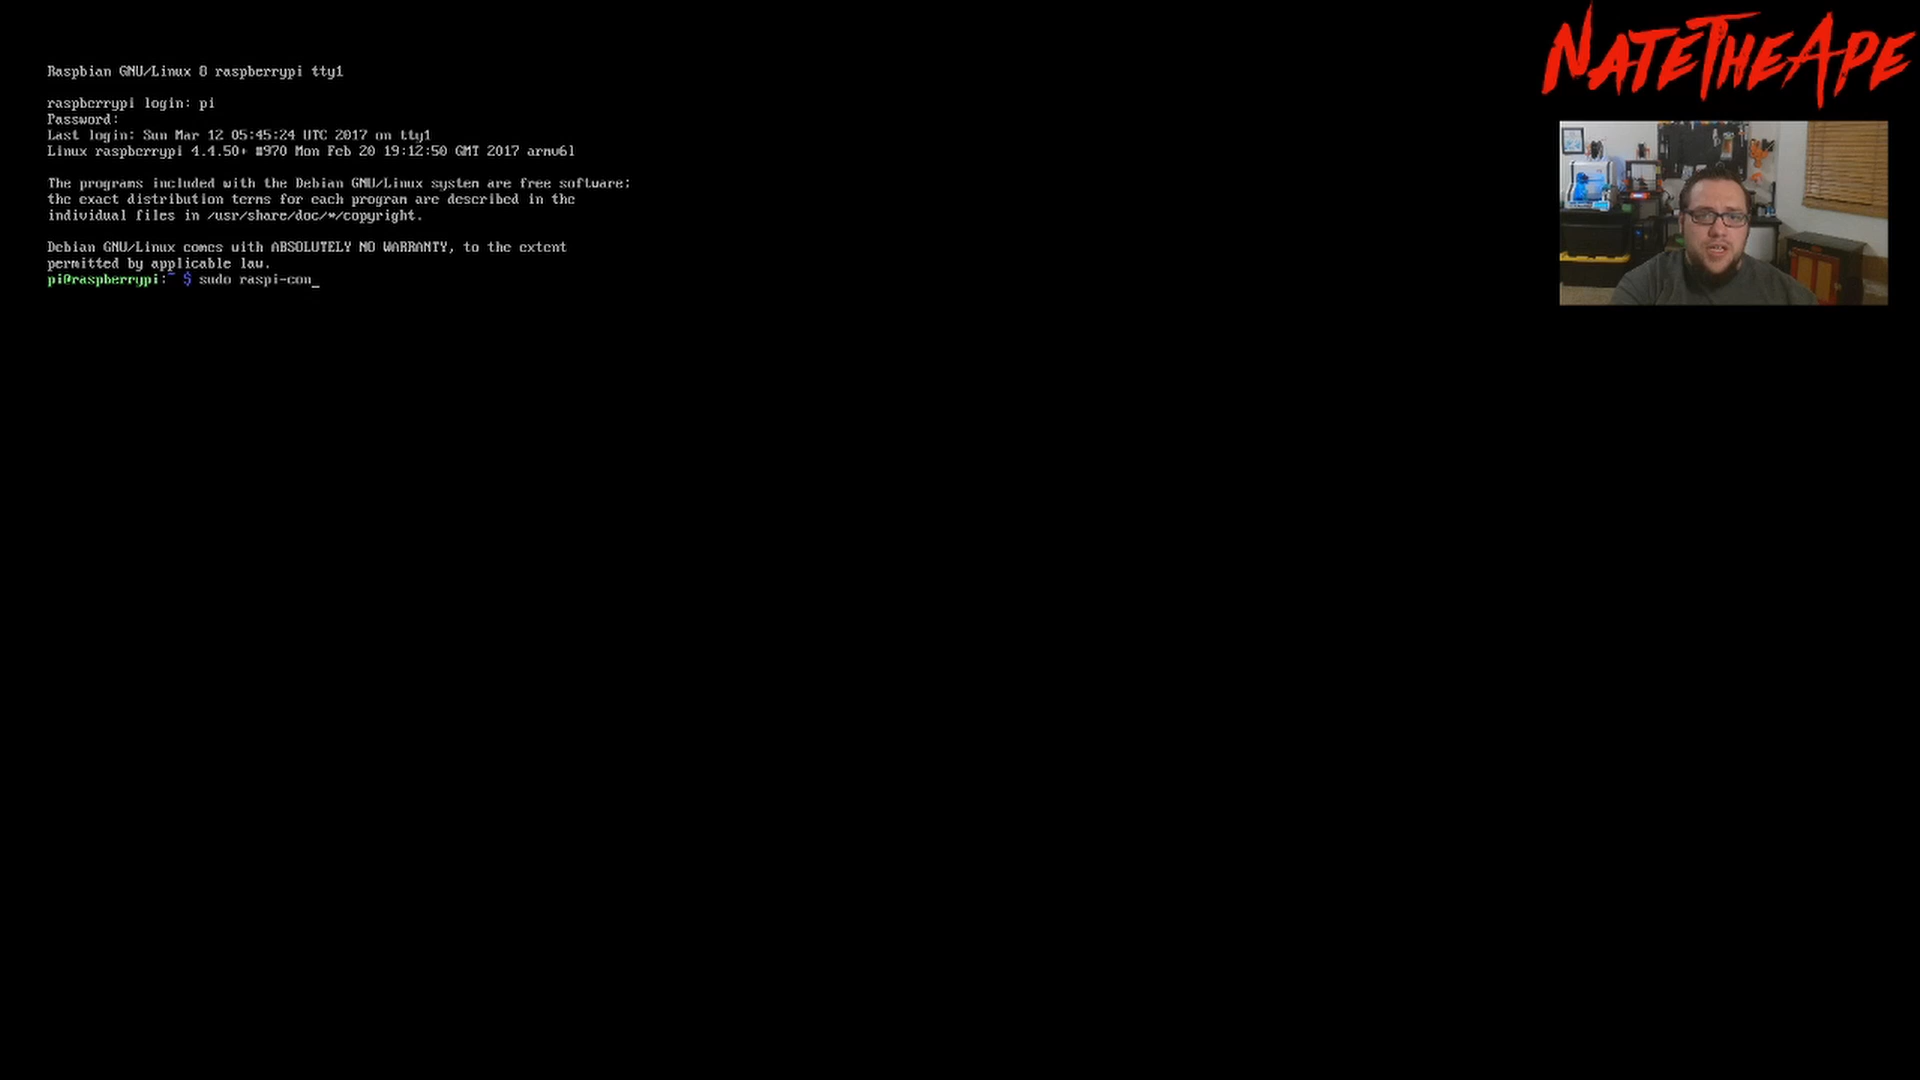 NATETHEAPE
Raspbian GNU/Linux 8 raspberrypi tty1
raspberrypi login: pi
Password:
Last login: Sun Mar 12 05:45:24 UTC 2017 on tty1
Linux raspberrypi 4.4.50+ #970 Mon Feb 20 19:12:50 GMT 2017 armv6l
The programs included with the Debian GNU/Linux system are free software;
the exact distribution terms for each program are described in the
individual files in /usr/share/doc/*/copyright.
Debian GNU/Linux comes with ABSOLUTELY NO WARRANTY, to the extent
permitted by applicable law.
pi@raspberrypi:~ $ sudo raspi-con_